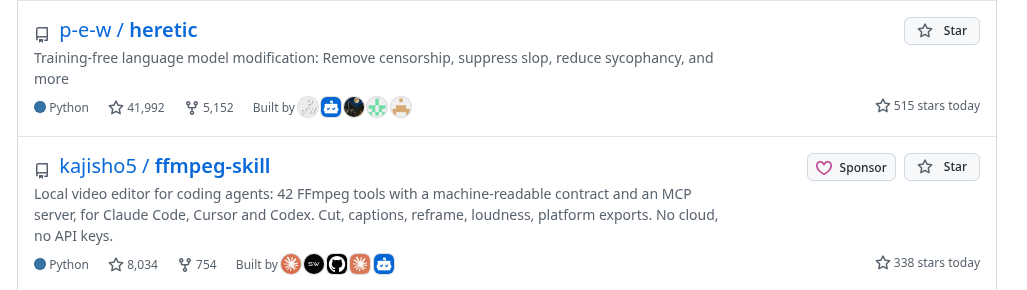 p-e-w / heretic
Star
Training-free language model modification: Remove censorship, suppress slop, reduce sycophancy, and
more
Python 41,992 5,152 Built by
515 stars today
kajisho5 / ffmpeg-skill
Sponsor
Star
Local video editor for coding agents: 42 FFmpeg tools with a machine-readable contract and an MCP
server, for Claude Code, Cursor and Codex. Cut, captions, reframe, loudness, platform exports. No cloud,
no API keys.
Python 8,034 754 Built by
SW
338 stars today